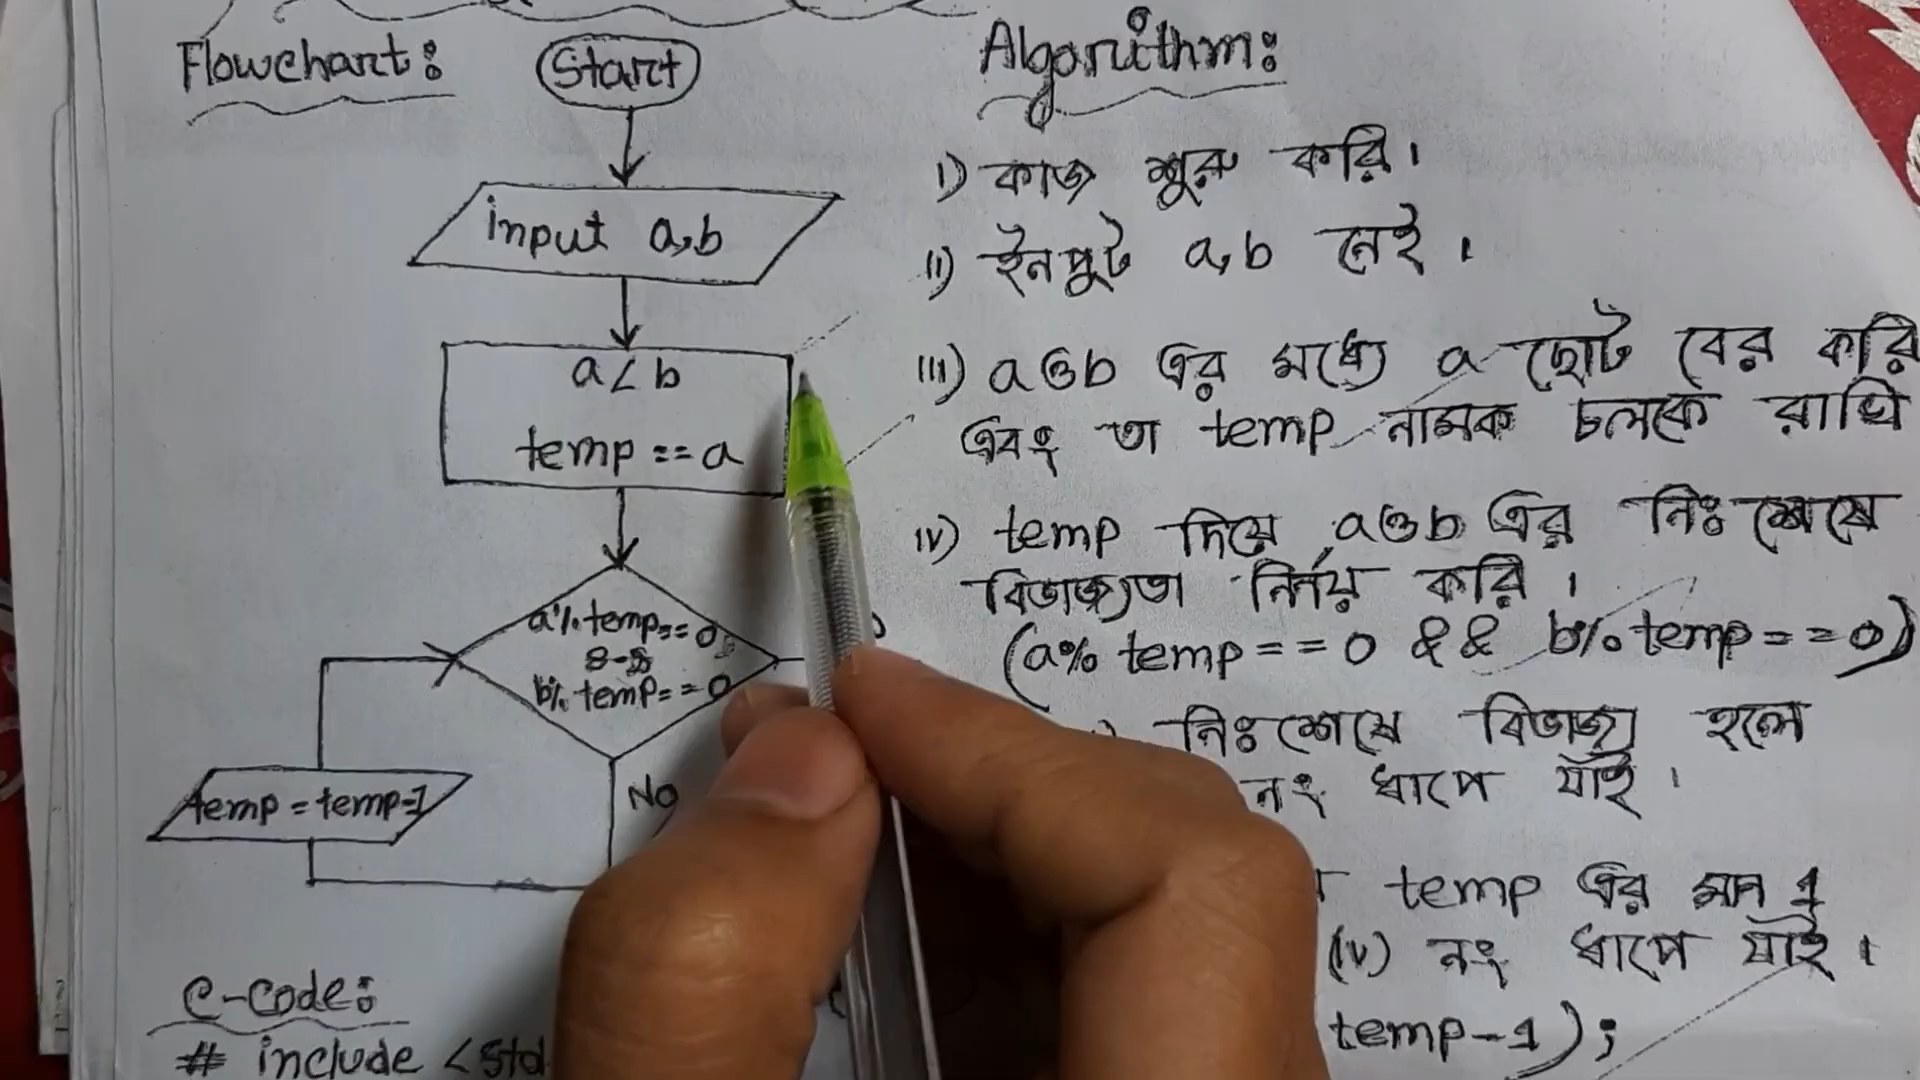 Flowchart:
Start
input a,b
a < b
temp == a
a% temp == 0
&&
b% temp == 0
No
temp = temp-1
c-code:
# include <std
Algorithm:
i) কাজ শুরু করি।
ii) ইনপুট a,b নেই।
iii) a ও b এর মধ্যে a ছোট বের করি
এবং তা temp নামক চলকে রাখি
iv) temp দিয়ে a ও b এর নিঃশেষে
বিভাজ্যতা নির্নয় করি।
(a% temp == 0 && b% temp == 0)
নিঃশেষে বিভাজ্য হলে
নং ধাপে যাই।
temp এর মান 1
(iv) নং ধাপে যাই।
temp-1);